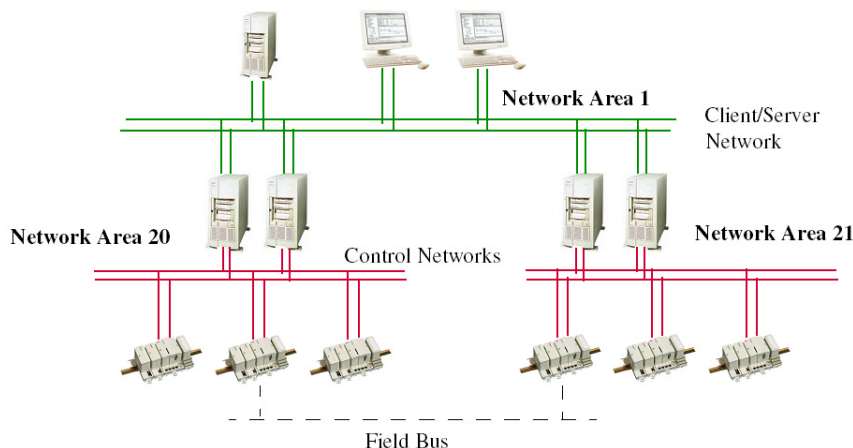 Network Area 1
Client/Server
Network
Network Area 20
Network Area 21
Control Networks
Field Bus